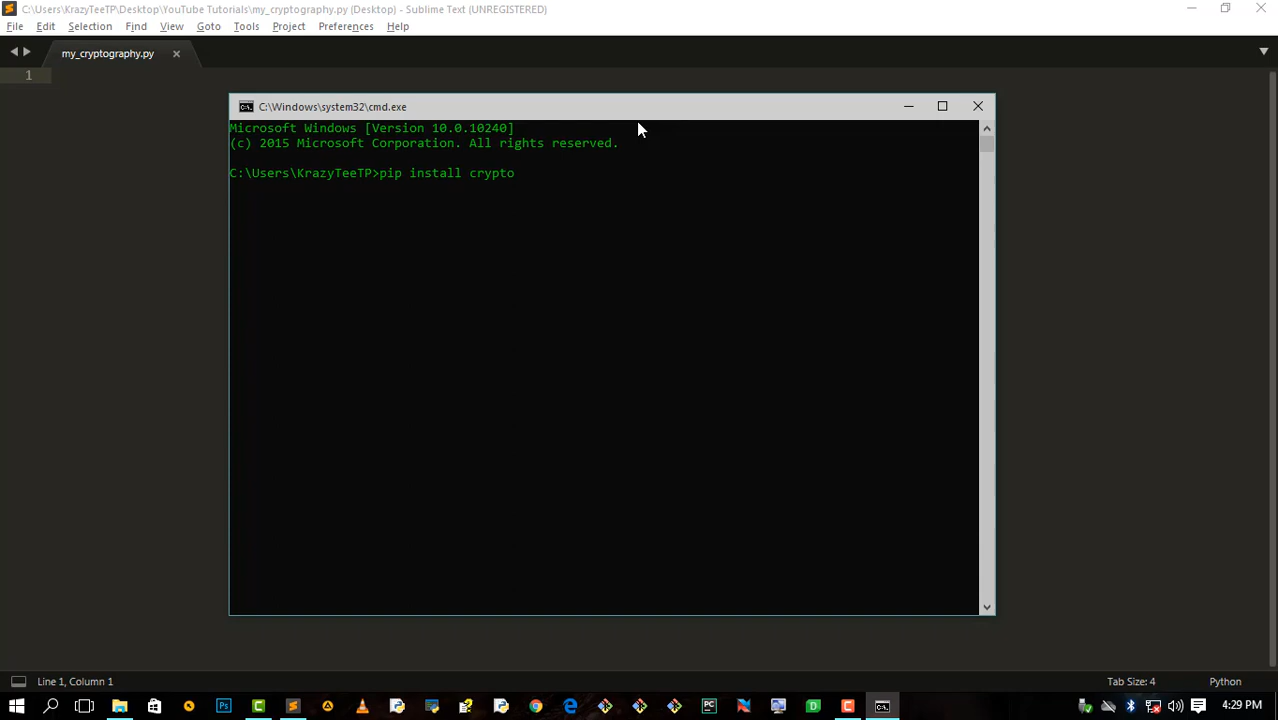 C:\Users\KrazyTeeTP\Desktop\YouTube Tutorials\my_cryptography.py (Desktop) - Sublime Text (UNREGISTERED)
File Edit Selection Find View Goto Tools Project Preferences Help
my_cryptography.py
1
C:\Windows\system32\cmd.exe
Microsoft Windows [Version 10.0.10240]
(c) 2015 Microsoft Corporation. All rights reserved.
C:\Users\KrazyTeeTP>pip install crypto
Line 1, Column 1 Tab Size: 4 Python
4:29 PM